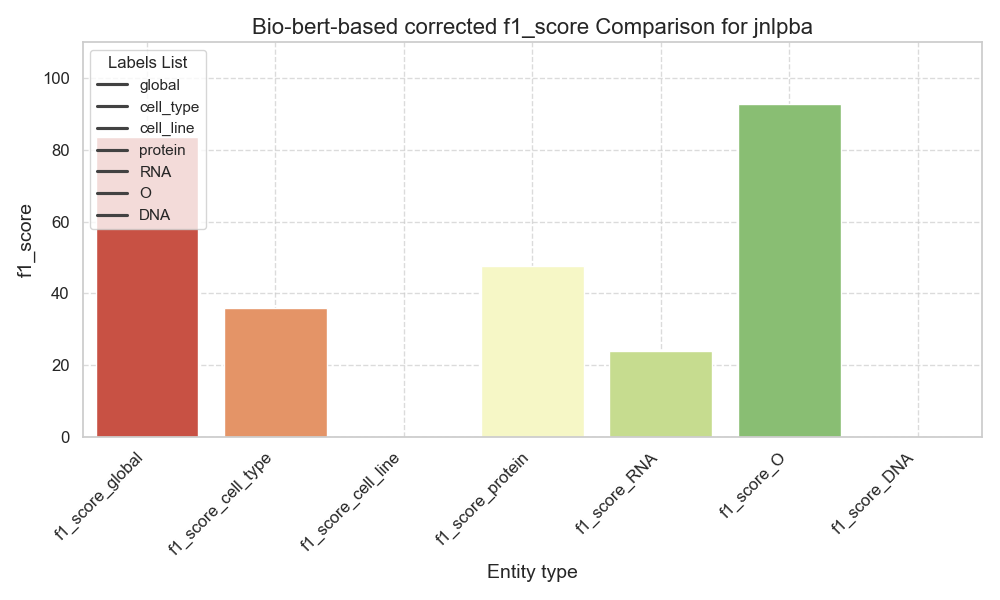 Bio-bert-based corrected f1_score Comparison for jnlpba
Labels List
global
cell_type
cell_line
protein
RNA
O
DNA
f1_score
100
80
60
40
20
0
f1_score_global
f1_score_cell_type
f1_score_cell_line
f1_score_protein
f1_score_RNA
f1_score_O
f1_score_DNA
Entity type